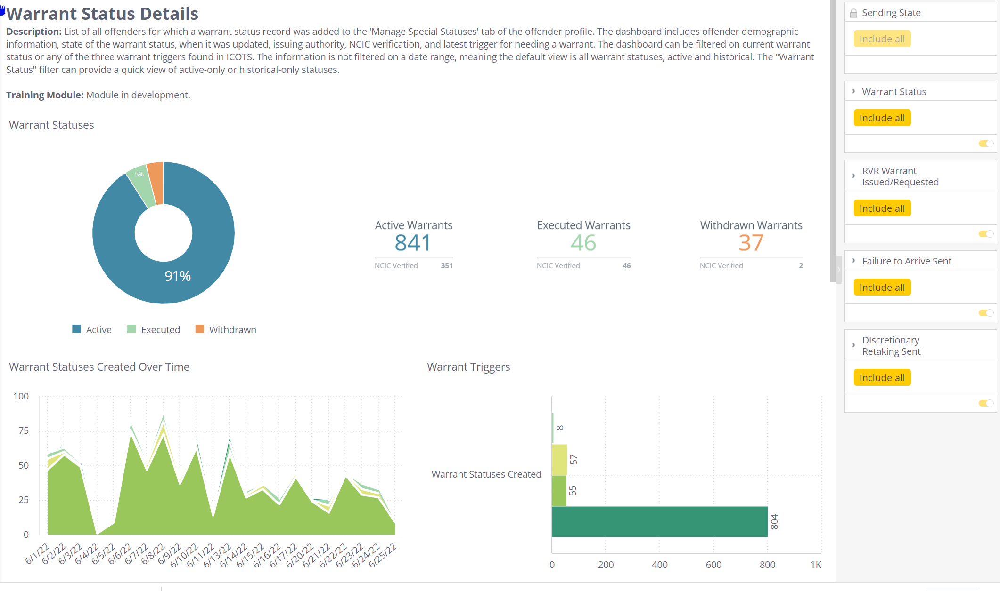 Warrant Status Details
Description: List of all offenders for which a warrant status record was added to the 'Manage Special Statuses' tab of the offender profile. The dashboard includes offender demographic
information, state of the warrant status, when it was updated, issuing authority, NCIC verification, and latest trigger for needing a warrant. The dashboard can be filtered on current warrant
status or any of the three warrant triggers found in ICOTS. The information is not filtered on a date range, meaning the default view is all warrant statuses, active and historical. The "Warrant
Status" filter can provide a quick view of active-only or historical-only statuses.
Training Module: Module in development.
Warrant Statuses
5%
91%
Active
Executed
Withdrawn
Active Warrants
841
NCIC Verified 351
Executed Warrants
46
NCIC Verified 46
Withdrawn Warrants
37
NCIC Verified 2
Warrant Statuses Created Over Time
100
75
50
25
0
6/1/22
6/2/22
6/3/22
6/4/22
6/5/22
6/6/22
6/7/22
6/8/22
6/9/22
6/10/22
6/11/22
6/13/22
6/14/22
6/15/22
6/16/22
6/17/22
6/20/22
6/21/22
6/22/22
6/23/22
6/24/22
6/25/22
Warrant Triggers
Warrant Statuses Created
8
57
55
804
0
200
400
600
800
1K
Sending State
Include all
Warrant Status
Include all
RVR Warrant
Issued/Requested
Include all
Failure to Arrive Sent
Include all
DIscretionary
Retaking Sent
Include all